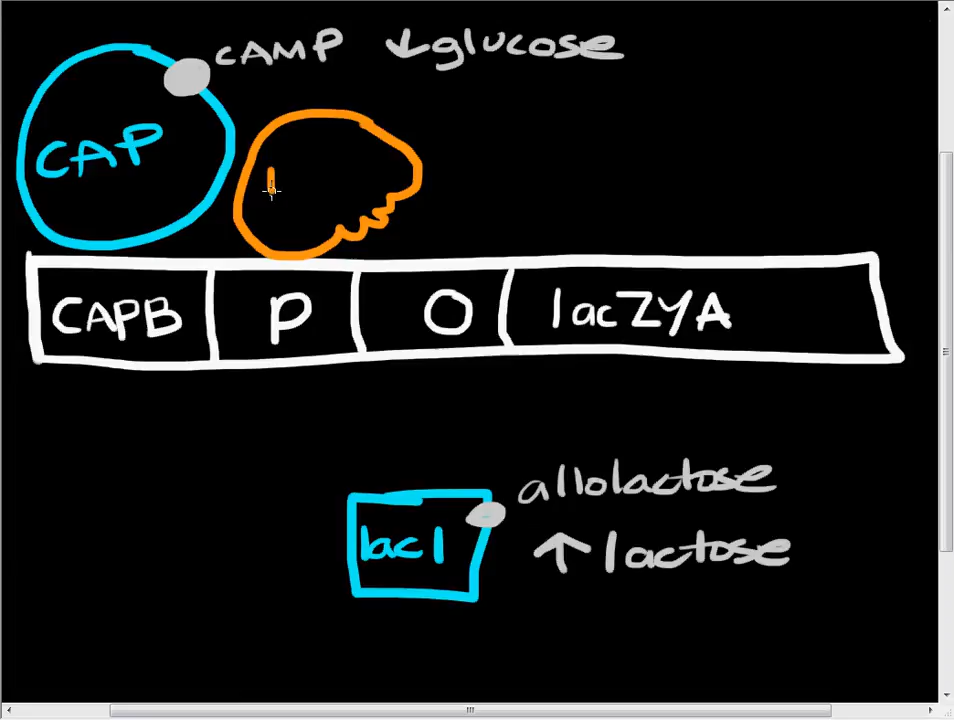 cAMP ↓glucose
CAP
CAPB P O lacZYA
allolactose
lacI ↑ lactose